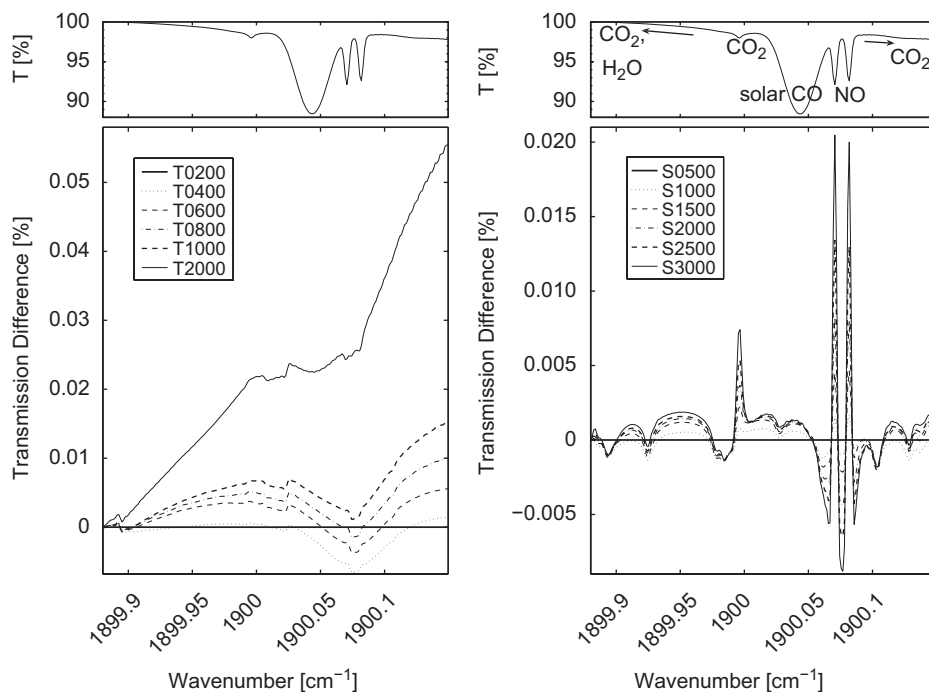 100
95
90
T [%]
100
95
90
T [%]
CO2,
H2O
CO2
solar CO
NO
CO2
0.05
0.04
0.03
0.02
0.01
0
Transmission Difference [%]
T0200
T0400
T0600
T0800
T1000
T2000
1899.9
1899.95
1900
1900.05
1900.1
Wavenumber [cm−1]
0.020
0.015
0.010
0.005
0
−0.005
Transmission Difference [%]
S0500
S1000
S1500
S2000
S2500
S3000
1899.9
1899.95
1900
1900.05
1900.1
Wavenumber [cm−1]